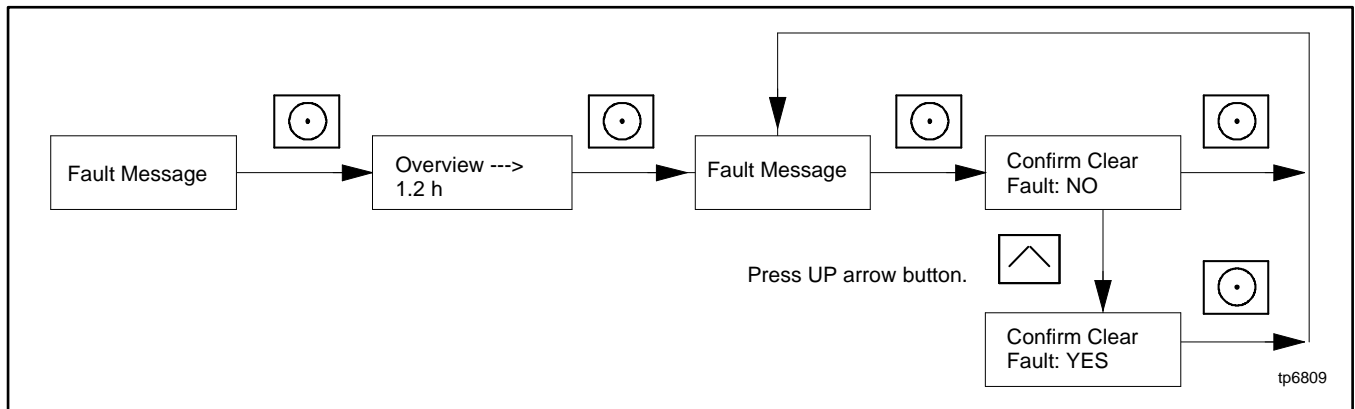 Fault Message
Overview --->
1.2 h
Fault Message
Confirm Clear
Fault: NO
Press UP arrow button.
Confirm Clear
Fault: YES
tp6809